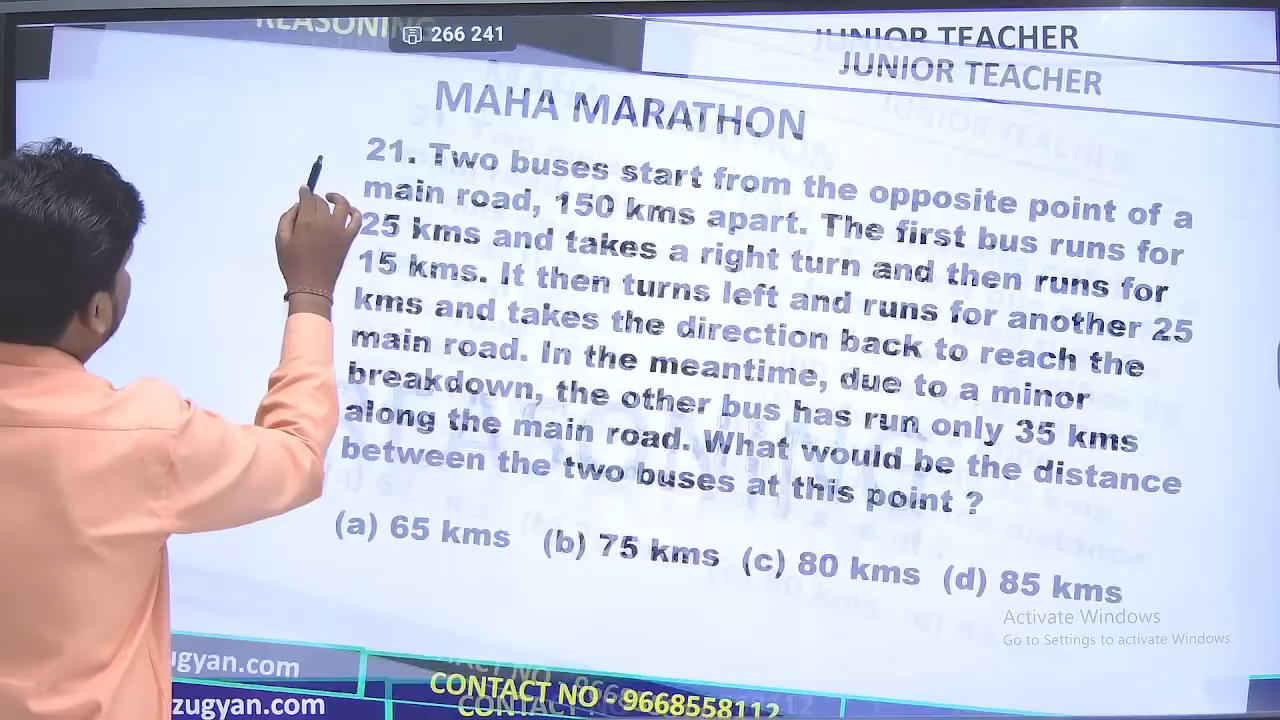 REASONING
266 241
JUNIOR TEACHER
JUNIOR TEACHER
MAHA MARATHON
21. Two buses start from the opposite point of a
main road, 150 kms apart. The first bus runs for
25 kms and takes a right turn and then runs for
15 kms. It then turns left and runs for another 25
kms and takes the direction back to reach the
main road. In the meantime, due to a minor
breakdown, the other bus has run only 35 kms
along the main road. What would be the distance
between the two buses at this point ?
(a) 65 kms (b) 75 kms (c) 80 kms (d) 85 kms
Activate Windows
Go to Settings to activate Windows.
ugyan.com
CONTACT NO - 9668558112
zugyan.com